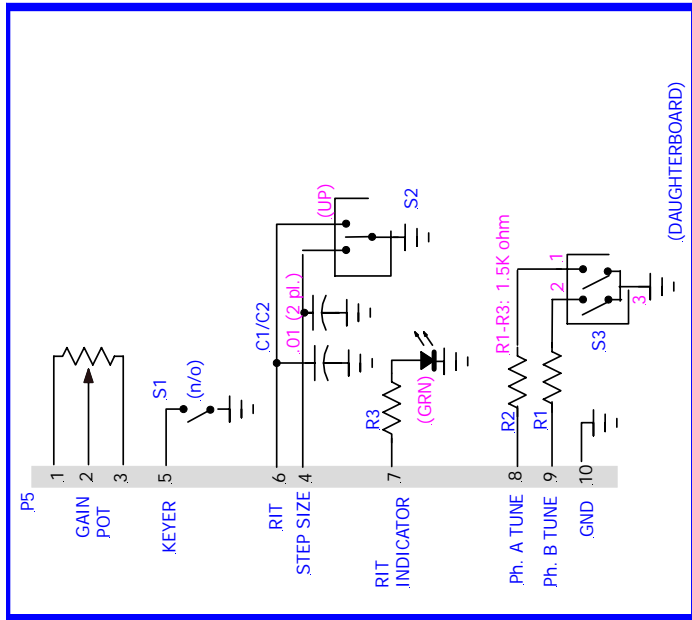 P5
1
2
3
5
6
4
7
8
9
10
GAIN
POT
KEYER
RIT
STEP SIZE
RIT
INDICATOR
Ph. A TUNE
Ph. B TUNE
GND
S1
(n/o)
C1/C2
.01 (2 pl.)
(UP)
S2
R3
(GRN)
R2
R1
R1-R3: 1.5K ohm
1
2
3
S3
(DAUGHTERBOARD)